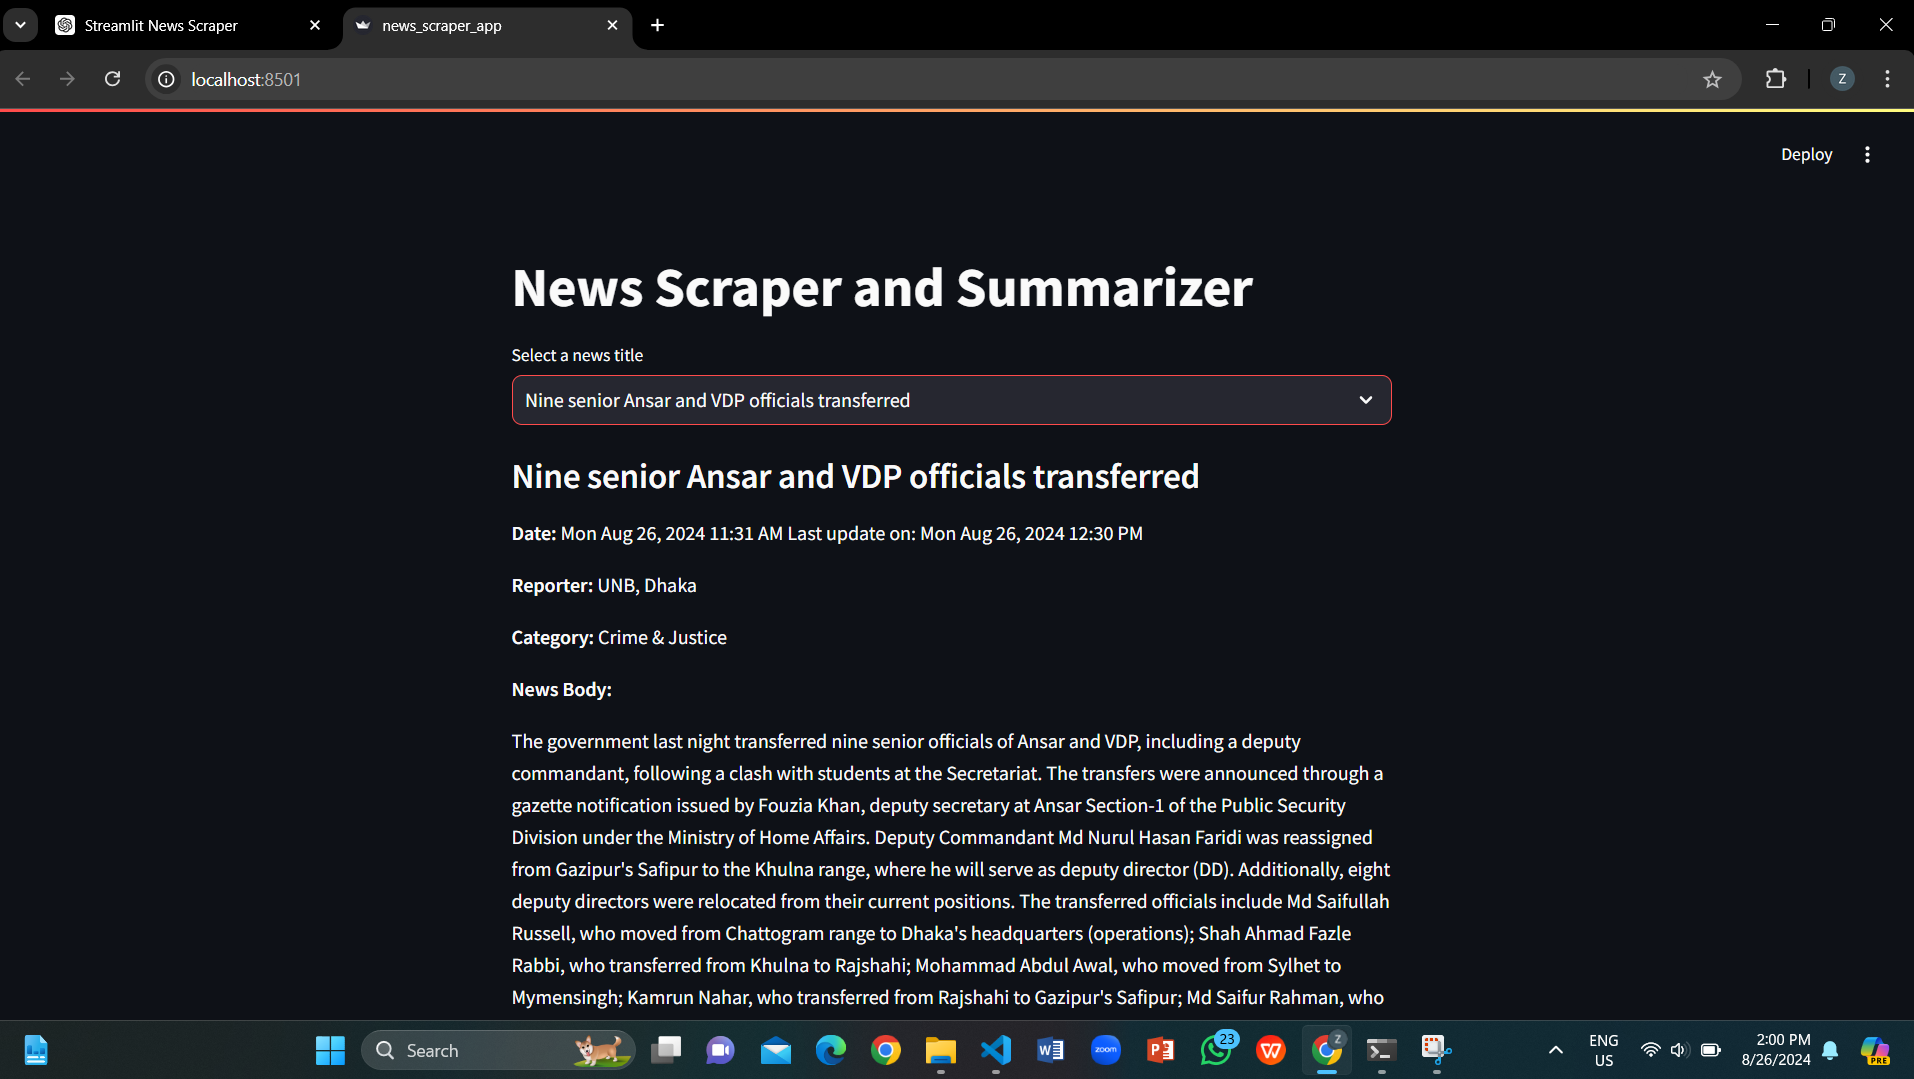 Streamlit News Scraper
news_scraper_app
localhost:8501
Z
Deploy
News Scraper and Summarizer
Select a news title
Nine senior Ansar and VDP officials transferred
Nine senior Ansar and VDP officials transferred
Date: Mon Aug 26, 2024 11:31 AM Last update on: Mon Aug 26, 2024 12:30 PM
Reporter: UNB, Dhaka
Category: Crime & Justice
News Body:
The government last night transferred nine senior officials of Ansar and VDP, including a deputy
commandant, following a clash with students at the Secretariat. The transfers were announced through a
gazette notification issued by Fouzia Khan, deputy secretary at Ansar Section-1 of the Public Security
Division under the Ministry of Home Affairs. Deputy Commandant Md Nurul Hasan Faridi was reassigned
from Gazipur's Safipur to the Khulna range, where he will serve as deputy director (DD). Additionally, eight
deputy directors were relocated from their current positions. The transferred officials include Md Saifullah
Russell, who moved from Chattogram range to Dhaka's headquarters (operations); Shah Ahmad Fazle
Rabbi, who transferred from Khulna to Rajshahi; Mohammad Abdul Awal, who moved from Sylhet to
Mymensingh; Kamrun Nahar, who transferred from Rajshahi to Gazipur's Safipur; Md Saifur Rahman, who
Search
W
zoom
P
23
W
Z
ENG
US
2:00 PM
8/26/2024
PRE